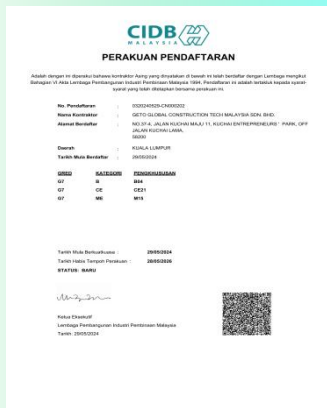 CIDB
MALAYSIA
PERAKUAN PENDAFTARAN
Adalah dengan ini diperakui bahawa kontraktor Asing yang dinyatakan di bawah ini telah berdaftar dengan Lembaga mengikut
Bahagian VI Akta Lembaga Pembangunan Industri Pembinaan Malaysia 1994. Pendaftaran ini adalah tertakluk kepada syarat-
syarat yang telah ditetapkan bersama perakuan ini.
No. Pendaftaran : 0320240529-CN000202
Nama Kontraktor : GETO GLOBAL CONSTRUCTION TECH MALAYSIA SDN. BHD.
Alamat Berdaftar : NO.37-4, JALAN KUCHAI MAJU 11, KUCHAI ENTREPRENEURS' PARK, OFF
JALAN KUCHAI LAMA,
58200
Daerah : KUALA LUMPUR
Tarikh Mula Berdaftar : 29/05/2024
GRED KATEGORI PENGKHUSUSAN
G7 B B04
G7 CE CE21
G7 ME M15
Tarikh Mula Berkuatkuasa : 29/05/2024
Tarikh Habis Tempoh Perakuan : 28/05/2026
STATUS: BARU
Ketua Eksekutif
Lembaga Pembangunan Industri Pembinaan Malaysia
Tarikh: 29/05/2024